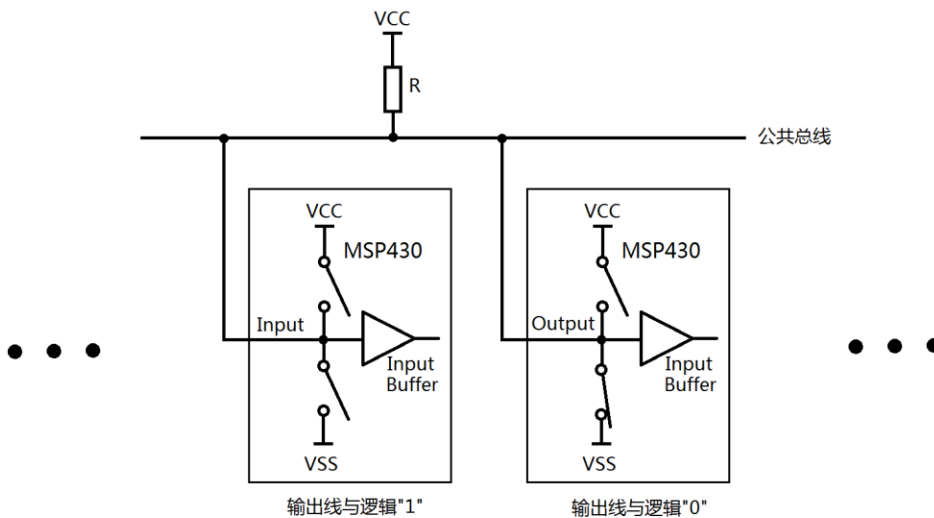 VCC
R
公共总线
VCC
MSP430
Input
Input
Buffer
VSS
输出线与逻辑"1"
VCC
MSP430
Output
Input
Buffer
VSS
输出线与逻辑"0"